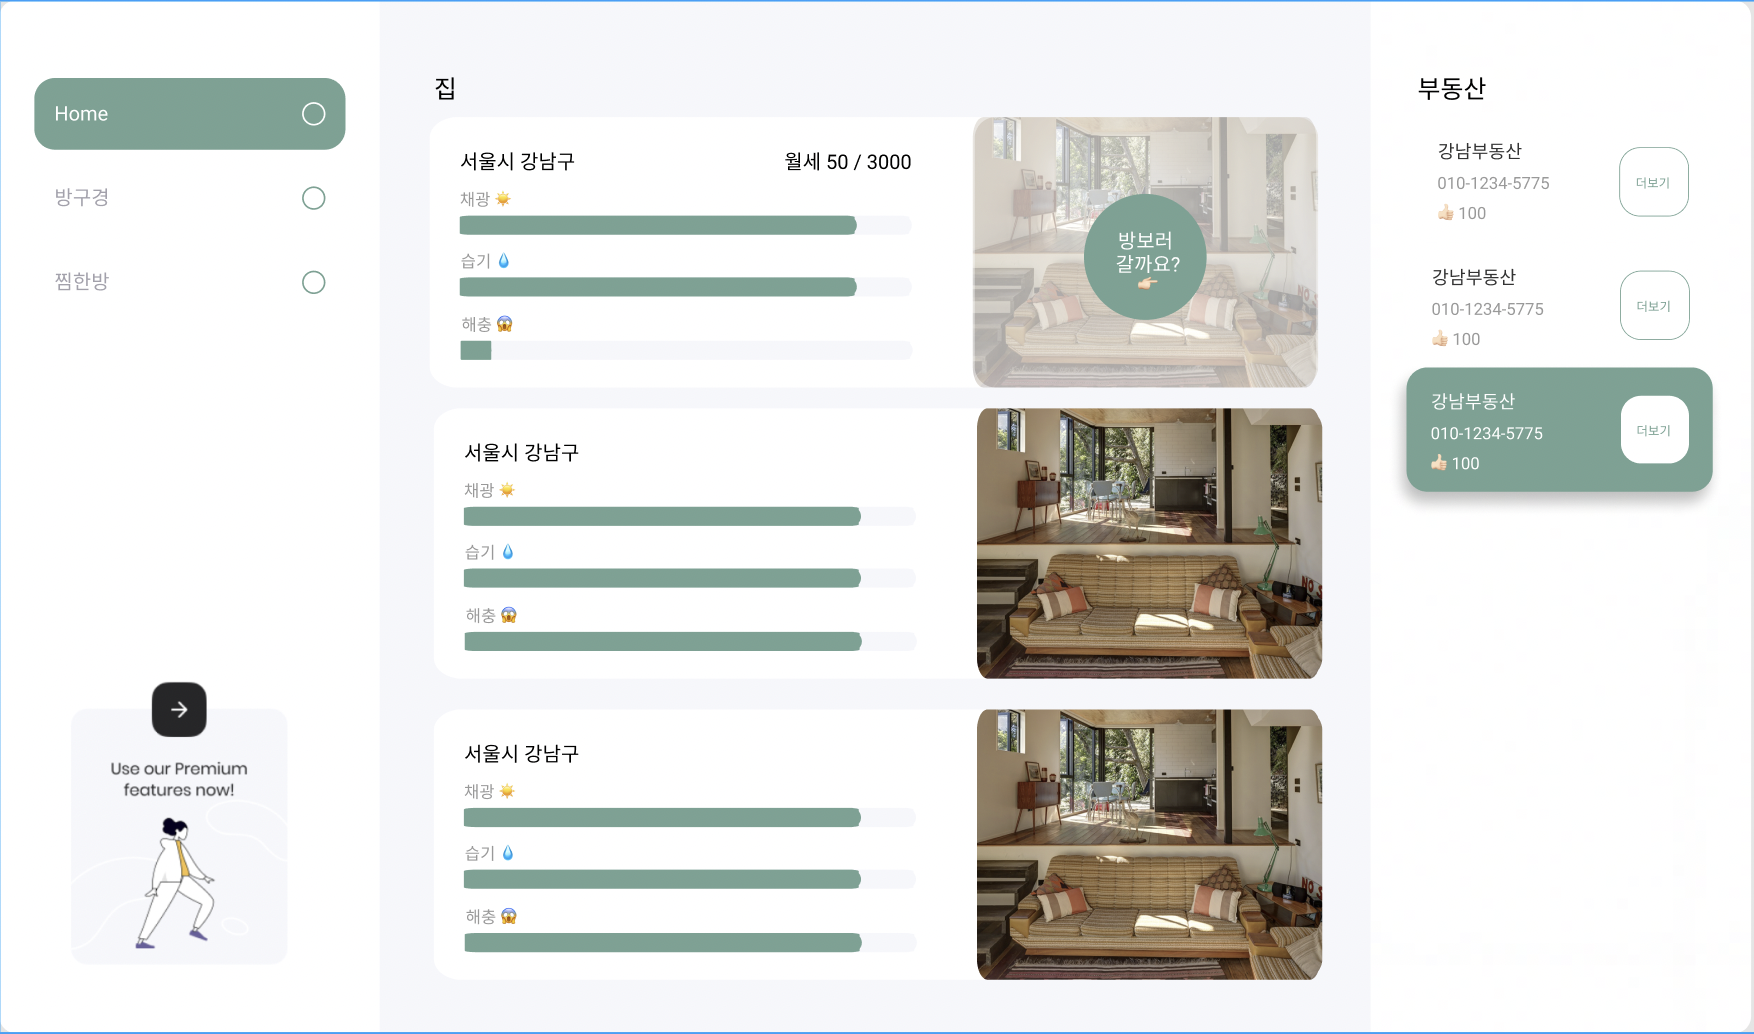 Home
방구경
찜한방
Use our Premium
features now!
집
서울시 강남구
월세 50 / 3000
채광 ☀️
습기 💧
해충 😱
방보러
갈까요?
👉🏻
서울시 강남구
채광 ☀️
습기 💧
해충 😱
서울시 강남구
채광 ☀️
습기 💧
해충 😱
부동산
강남부동산
010-1234-5775
👍🏻 100
더보기
강남부동산
010-1234-5775
👍🏻 100
더보기
강남부동산
010-1234-5775
👍🏻 100
더보기